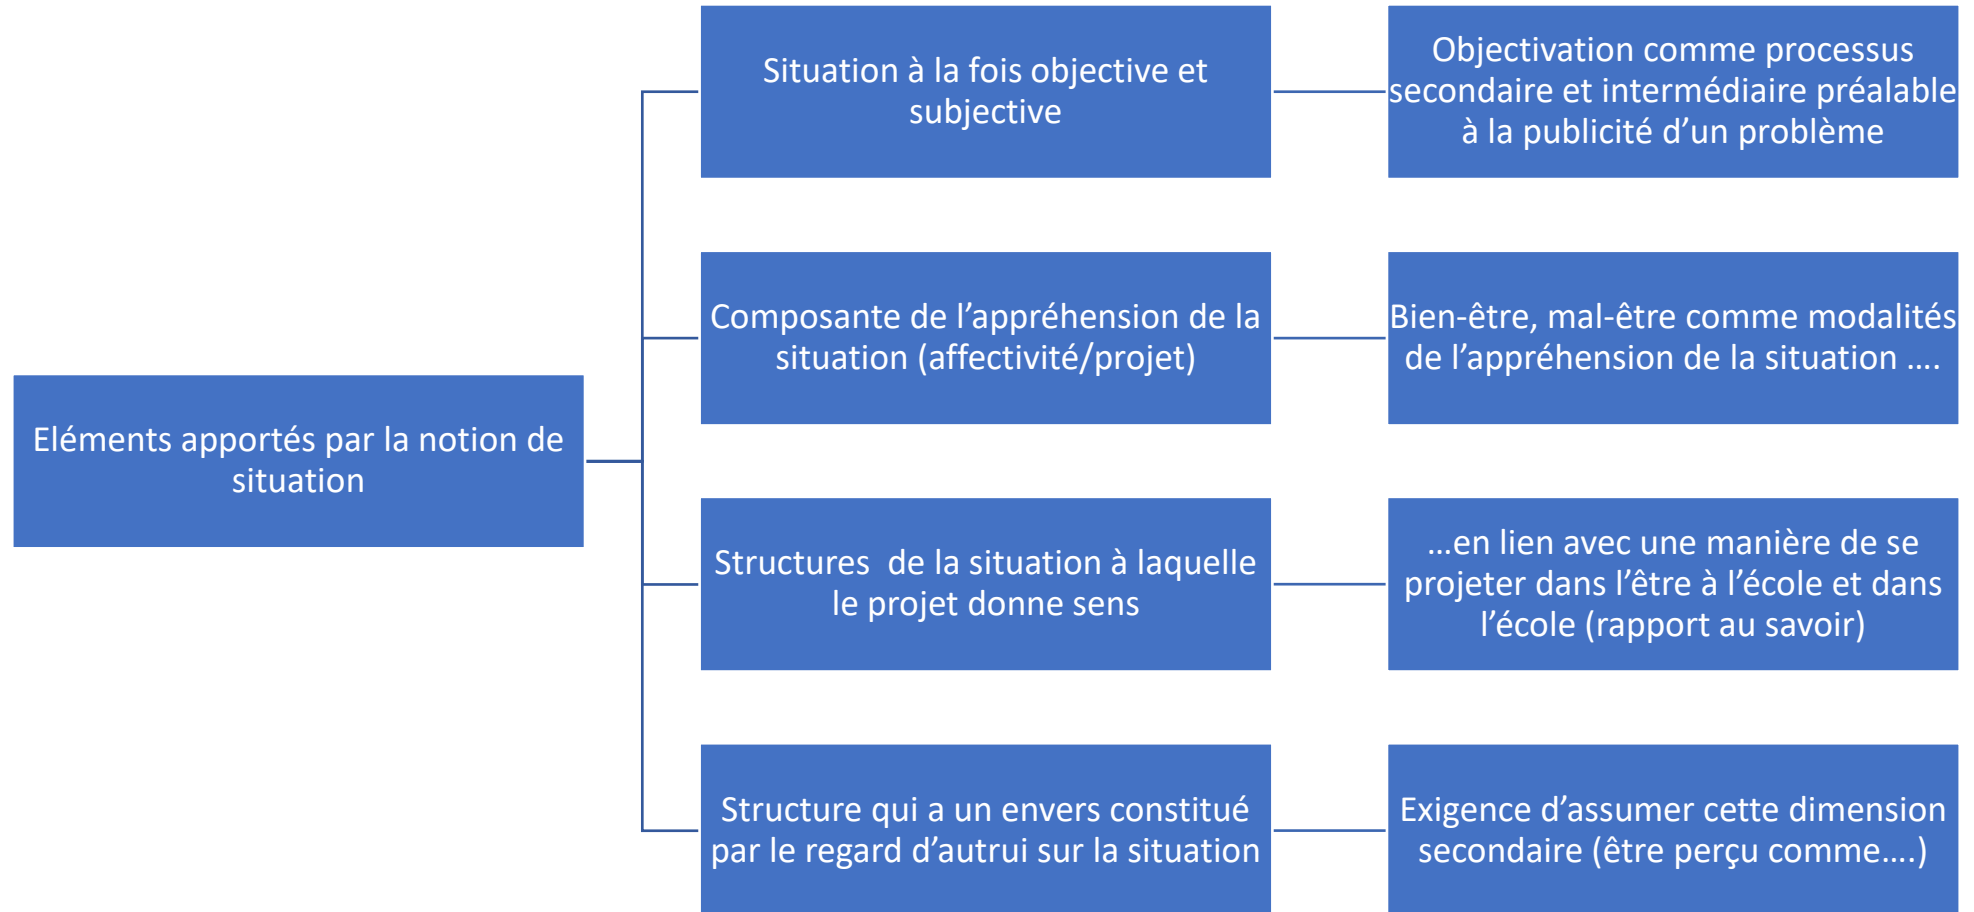 Eléments apportés par la notion de
situation
Situation à la fois objective et
subjective
Objectivation comme processus
secondaire et intermédiaire préalable
à la publicité d’un problème
Composante de l’appréhension de la
situation (affectivité/projet)
Bien-être, mal-être comme modalités
de l’appréhension de la situation ….
Structures  de la situation à laquelle
le projet donne sens
…en lien avec une manière de se
projeter dans l’être à l’école et dans
l’école (rapport au savoir)
Structure qui a un envers constitué
par le regard d’autrui sur la situation
Exigence d’assumer cette dimension
secondaire (être perçu comme….)